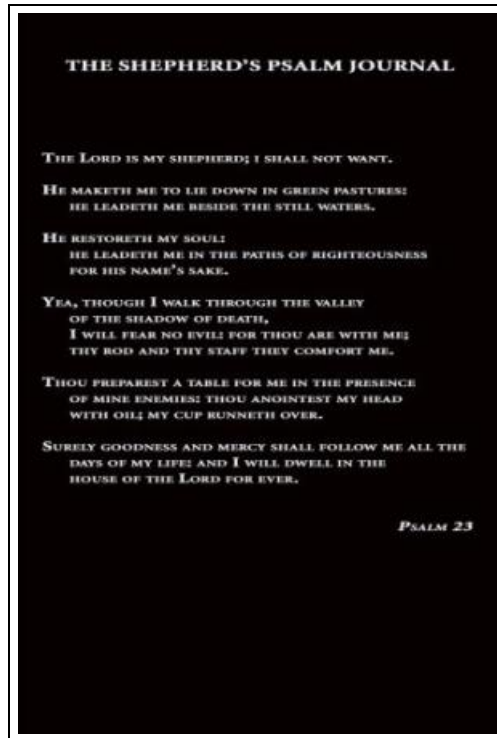 THE SHEPHERD'S PSALM JOURNAL
THE LORD IS MY SHEPHERD; I SHALL NOT WANT.
HE MAKETH ME TO LIE DOWN IN GREEN PASTURES:
HE LEADETH ME BESIDE THE STILL WATERS.
HE RESTORETH MY SOUL:
HE LEADETH ME IN THE PATHS OF RIGHTEOUSNESS
FOR HIS NAME'S SAKE.
YEA, THOUGH I WALK THROUGH THE VALLEY
OF THE SHADOW OF DEATH,
I WILL FEAR NO EVIL: FOR THOU ARE WITH ME;
THY ROD AND THY STAFF THEY COMFORT ME.
THOU PREPAREST A TABLE FOR ME IN THE PRESENCE
OF MINE ENEMIES: THOU ANOINTEST MY HEAD
WITH OIL; MY CUP RUNNETH OVER.
SURELY GOODNESS AND MERCY SHALL FOLLOW ME ALL THE
DAYS OF MY LIFE: AND I WILL DWELL IN THE
HOUSE OF THE LORD FOR EVER.
PSALM 23